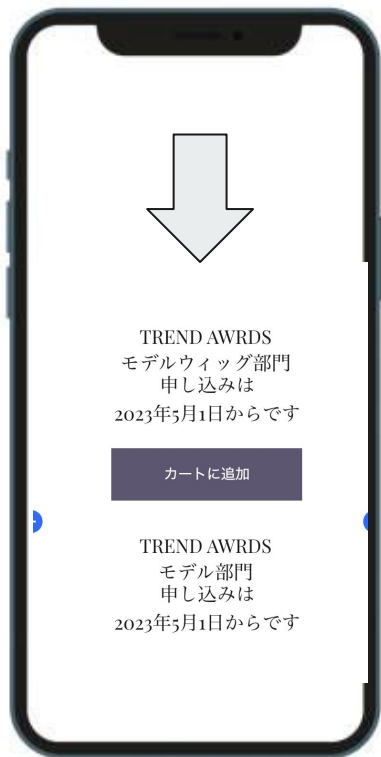 TREND AWRDS
モデルウィッグ部門
申し込みは
2023年5月1日からです
カートに追加
TREND AWRDS
モデル部門
申し込みは
2023年5月1日からです